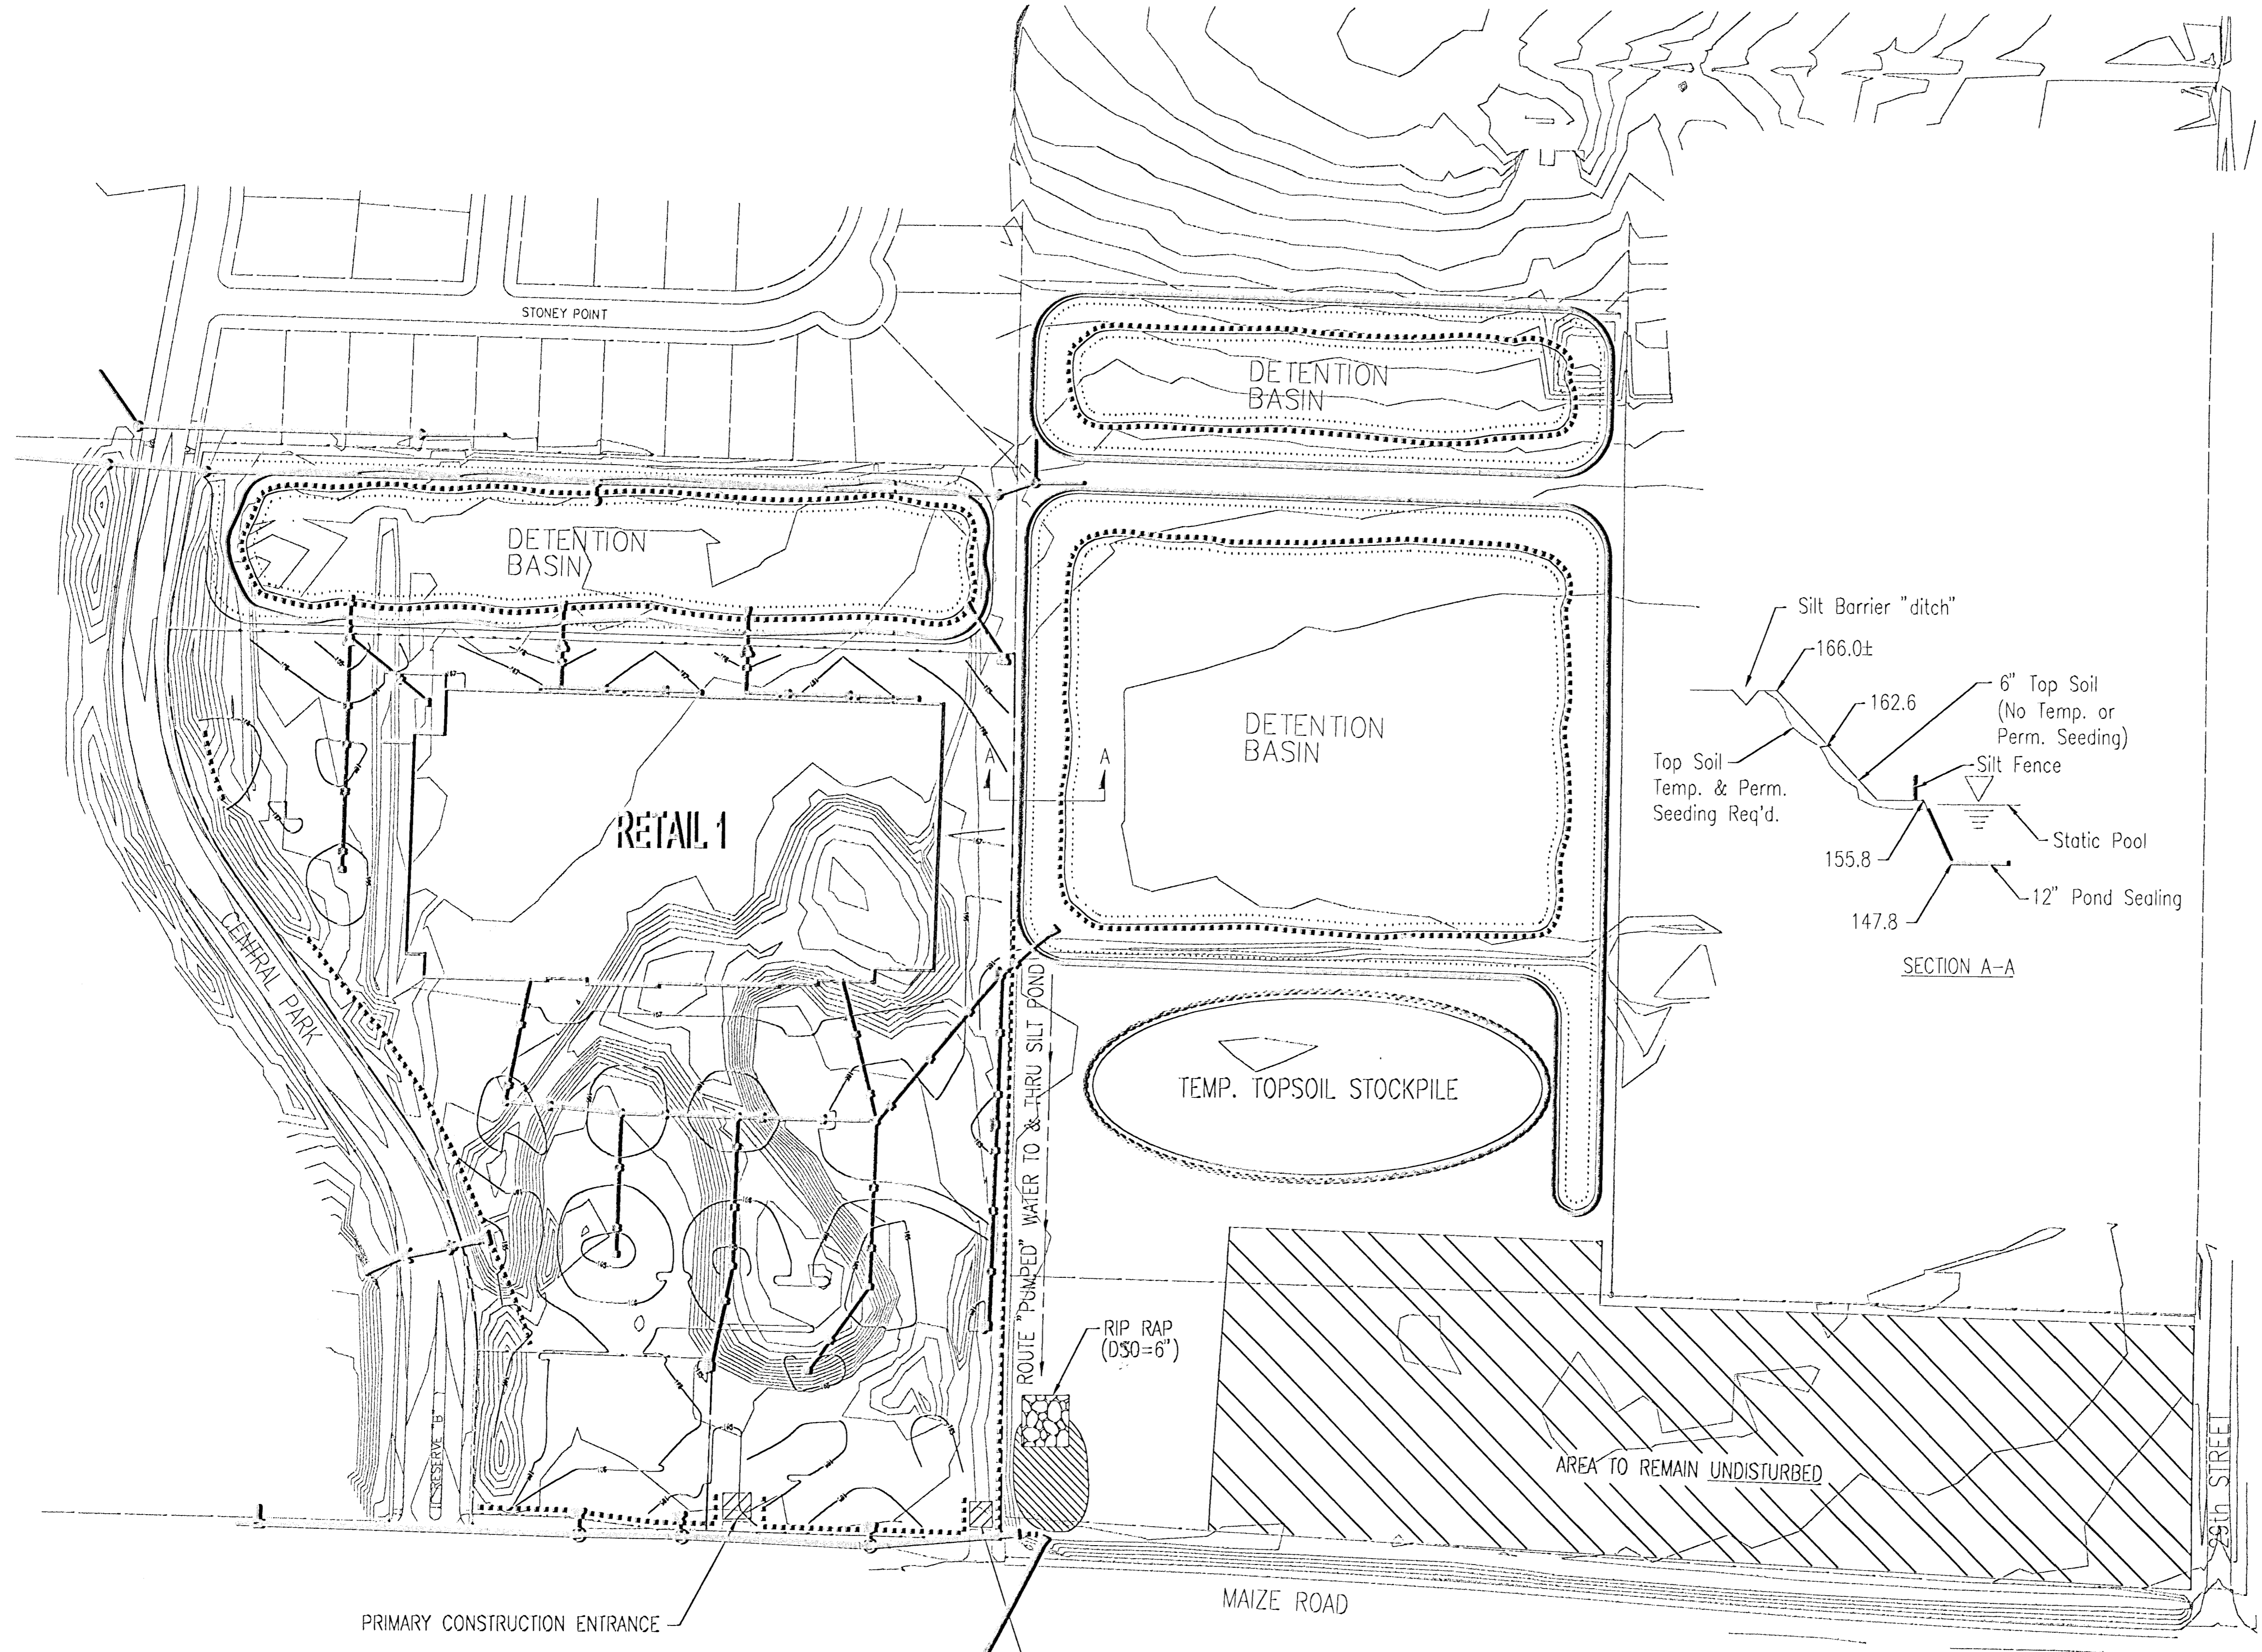 STONEY POINT
DETENTION
BASIN
DETENTION
BASIN
DETENTION
BASIN
RETAIL 1
A
A
Silt Barrier "ditch"
166.0±
162.6
6" Top Soil
(No Temp. or
Perm. Seeding)
Silt Fence
Top Soil
Temp. & Perm.
Seeding Req'd.
Static Pool
155.8
12" Pond Sealing
147.8
SECTION A-A
CENTRAL PARK
ROUTE "PUMPED" WATER TO & THRU SILT POND
TEMP. TOPSOIL STOCKPILE
RIP RAP
(D50=6")
RESERVE "B"
AREA TO REMAIN UNDISTURBED
29th STREET
MAIZE ROAD
PRIMARY CONSTRUCTION ENTRANCE